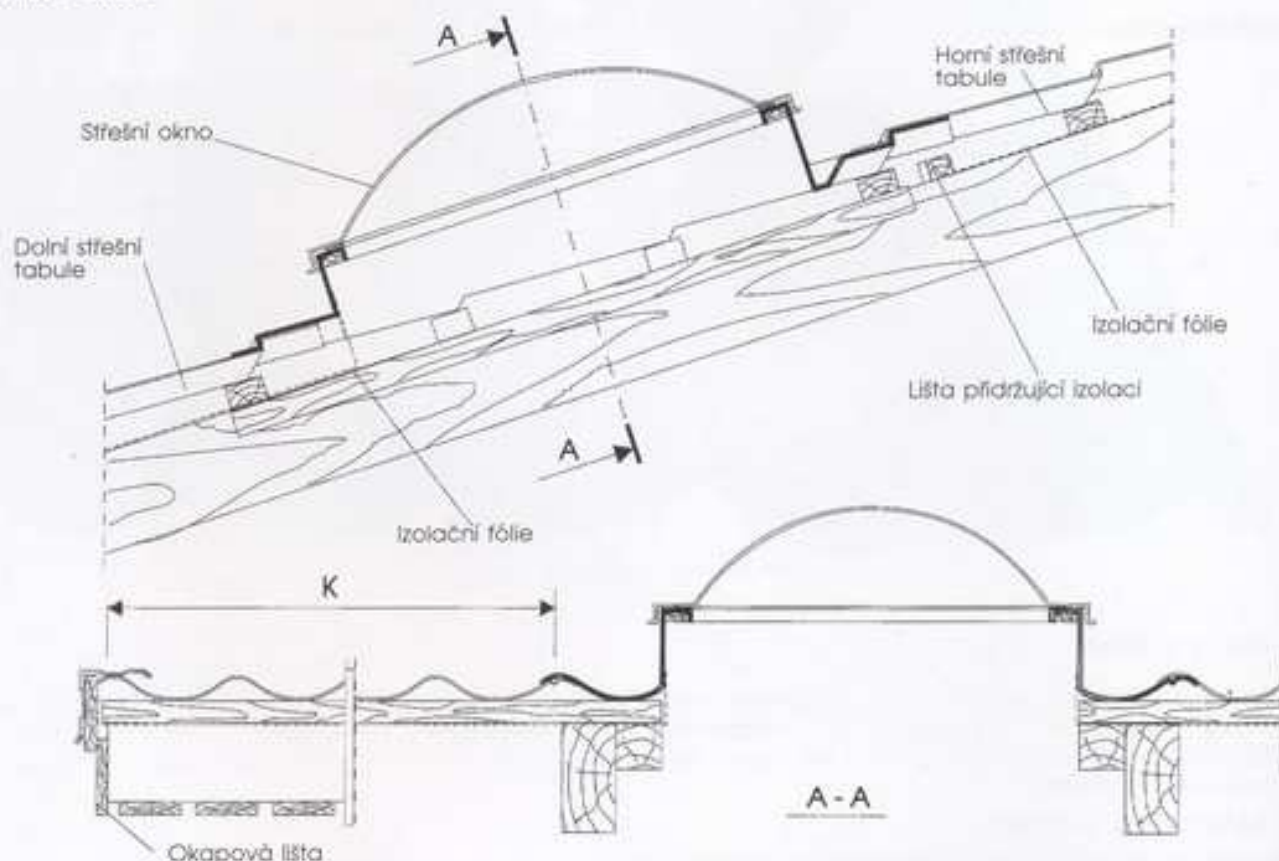 A
Horní střešní
tabule
Střešní okno
Dolní střešní
tabule
Izolační fólie
Lišta přidržující izolaci
A
Izolační fólie
K
A - A
Okapová lišta